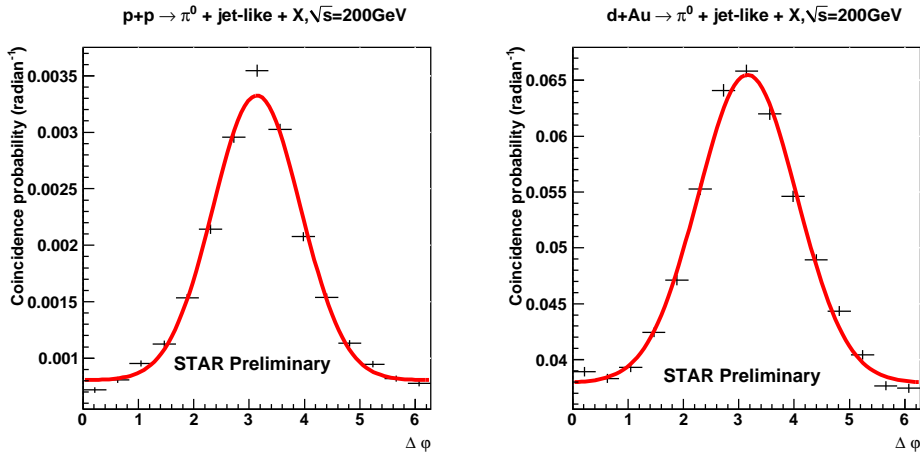 p+p → π⁰ + jet-like + X,√s=200GeV
Coincidence probability (radian⁻¹)
0.0035
0.003
0.0025
0.002
0.0015
0.001
STAR Preliminary
0 1 2 3 4 5 6
Δ φ
d+Au → π⁰ + jet-like + X,√s=200GeV
Coincidence probability (radian⁻¹)
0.065
0.06
0.055
0.05
0.045
0.04
STAR Preliminary
0 1 2 3 4 5 6
Δ φ